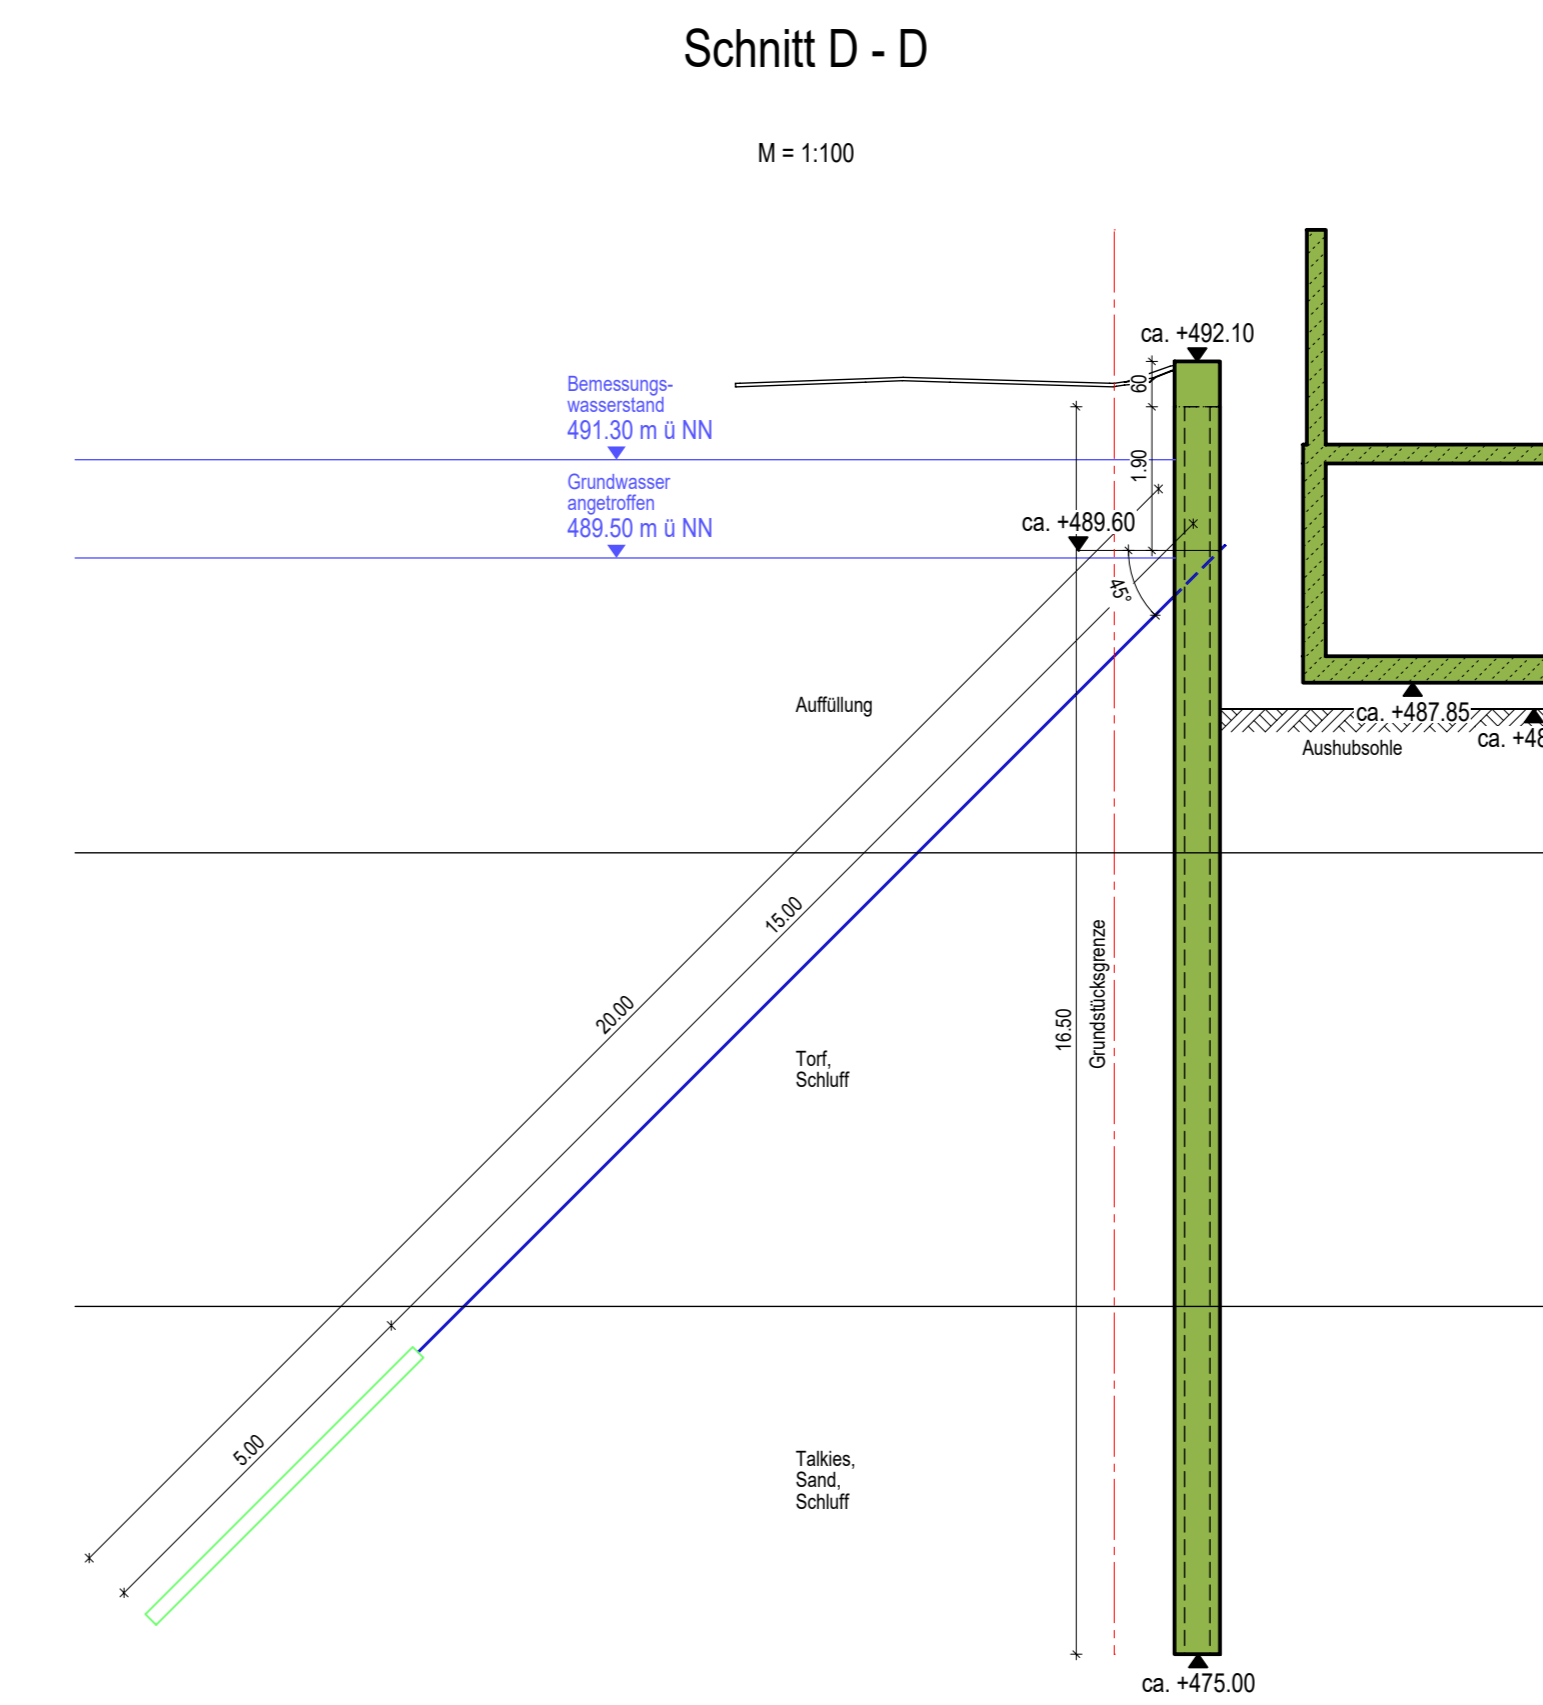 Schnitt D - D
M = 1:100
ca. +492.10
60
Bemessungs-
wasserstand
491.30 m ü NN
1.90
Grundwasser
angetroffen
489.50 m ü NN
ca. +489.60
45°
Auffüllung
ca. +487.85
ca. +48
Aushubsohle
15.00
20.00
16.50
Grundstücksgrenze
Torf,
Schluff
5.00
Talkies,
Sand,
Schluff
ca. +475.00